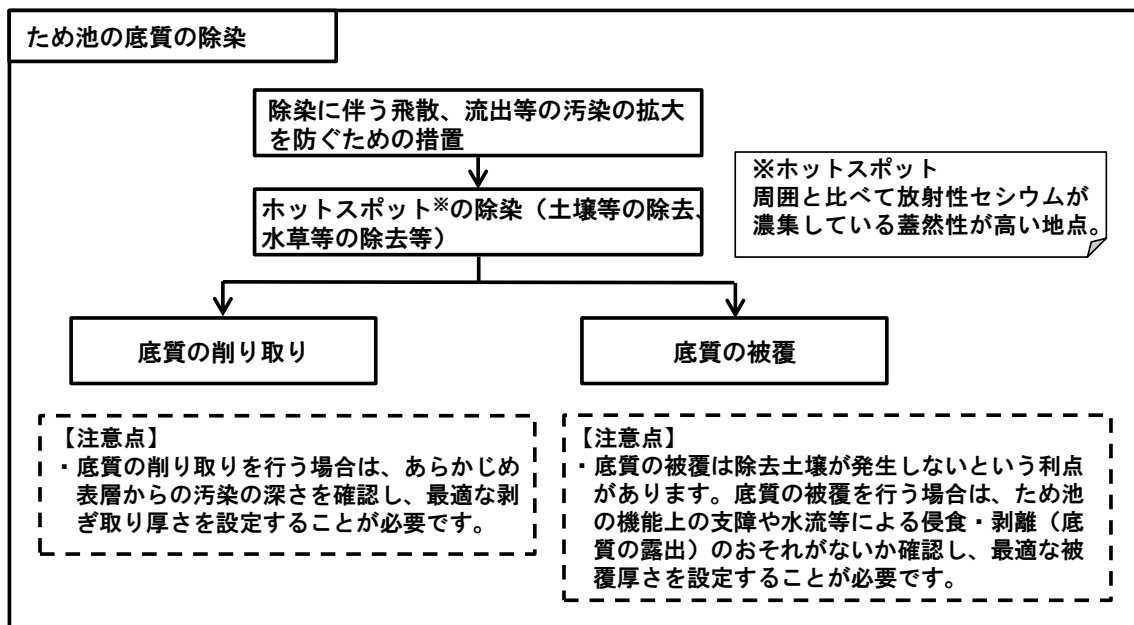 ため池の底質の除染
除染に伴う飛散、流出等の汚染の拡大
を防ぐための措置
※ホットスポット
周囲と比べて放射性セシウムが
濃集している蓋然性が高い地点。
ホットスポット※の除染（土壌等の除去、
水草等の除去等）
底質の削り取り
底質の被覆
【注意点】
・底質の削り取りを行う場合は、あらかじめ
表層からの汚染の深さを確認し、最適な剥
ぎ取り厚さを設定することが必要です。
【注意点】
・底質の被覆は除去土壌が発生しないという利点
があります。底質の被覆を行う場合は、ため池
の機能上の支障や水流等による侵食・剥離（底
質の露出）のおそれがないか確認し、最適な被
覆厚さを設定することが必要です。